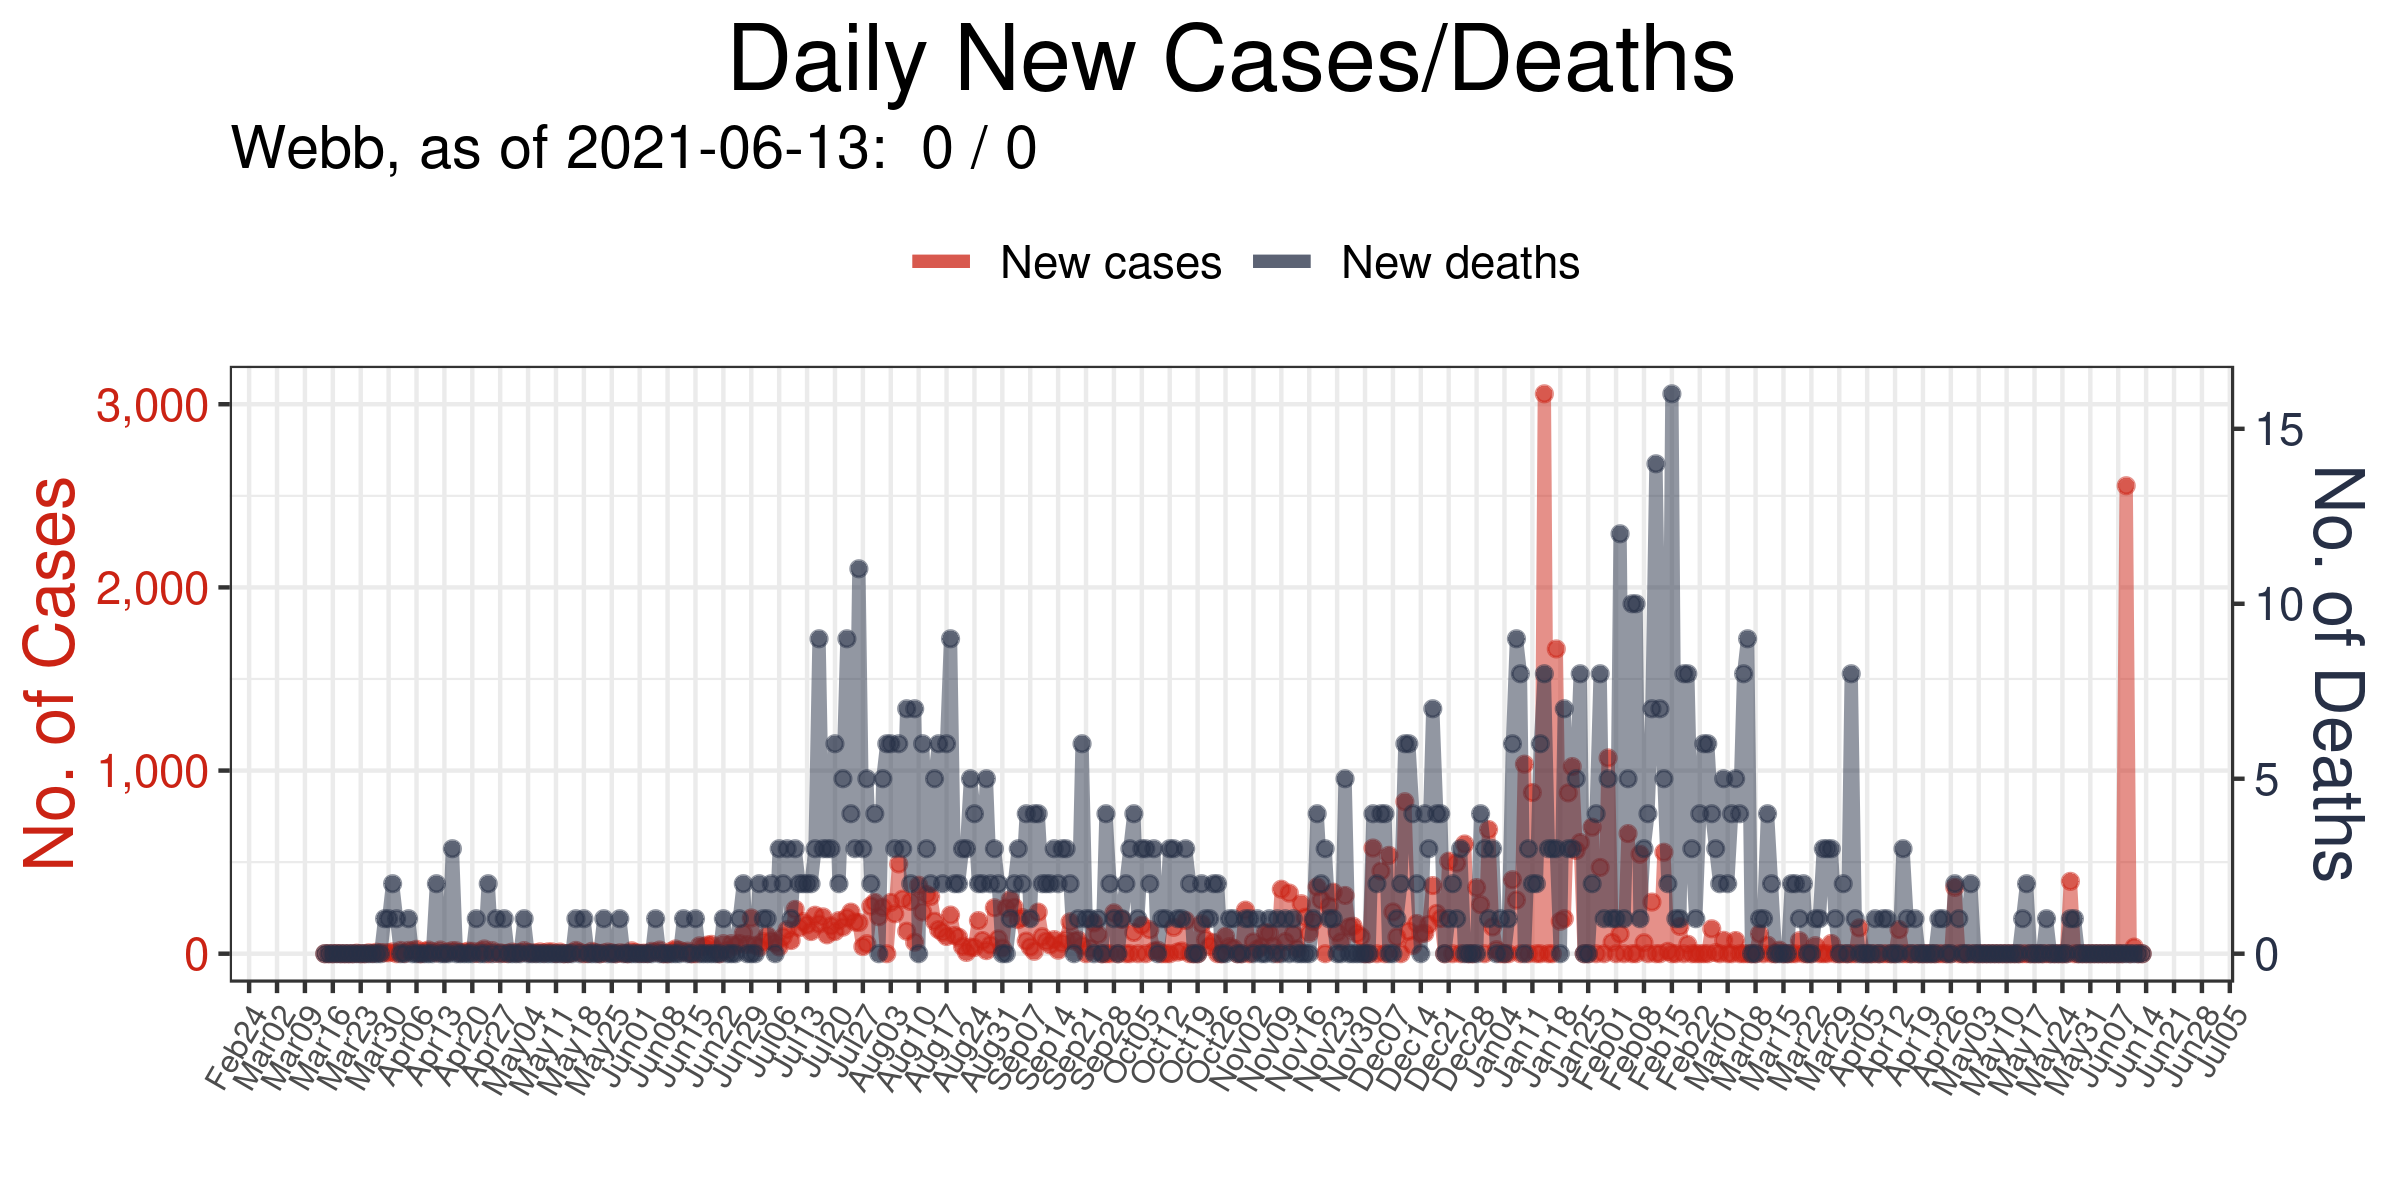 Daily New Cases/Deaths
Webb, as of 2021-06-13:  0 / 0
New cases
New deaths
No. of Cases
3,000
2,000
1,000
0
15
10
5
0
No. of Deaths
Feb24
Mar02
Mar09
Mar16
Mar23
Mar30
Apr06
Apr13
Apr20
Apr27
May04
May11
May18
May25
Jun01
Jun08
Jun15
Jun22
Jun29
Jul06
Jul13
Jul20
Jul27
Aug03
Aug10
Aug17
Aug24
Aug31
Sep07
Sep14
Sep21
Sep28
Oct05
Oct12
Oct19
Oct26
Nov02
Nov09
Nov16
Nov23
Nov30
Dec07
Dec14
Dec21
Dec28
Jan04
Jan11
Jan18
Jan25
Feb01
Feb08
Feb15
Feb22
Mar01
Mar08
Mar15
Mar22
Mar29
Apr05
Apr12
Apr19
Apr26
May03
May10
May17
May24
May31
Jun07
Jun14
Jun21
Jun28
Jul05